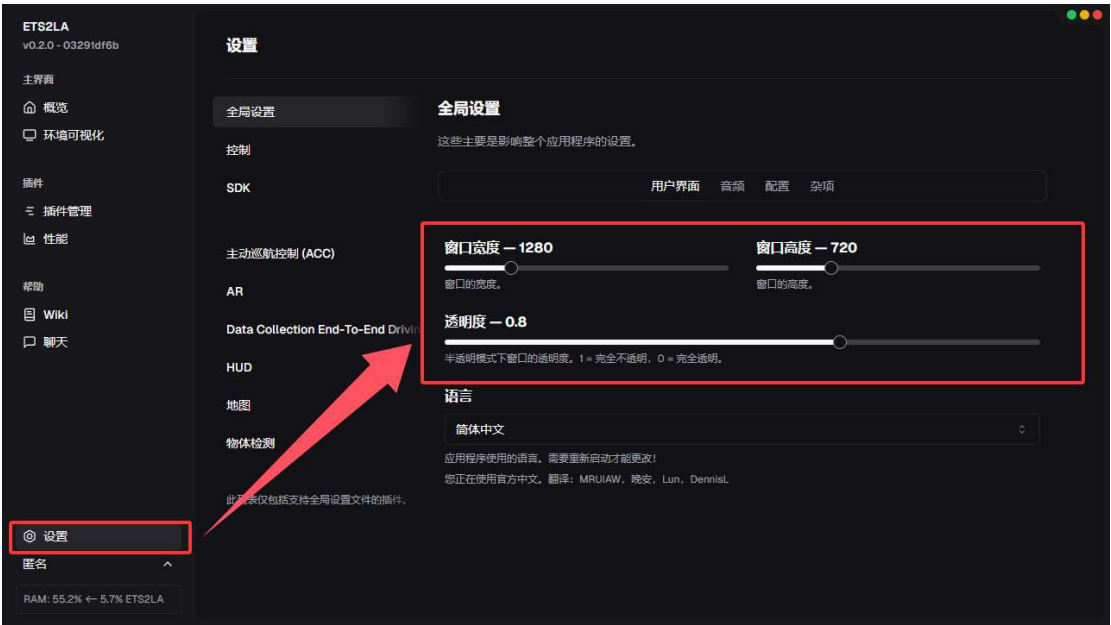 ETS2LA
v0.2.0 - 03291df6b
主界面
概览
环境可视化
插件
插件管理
性能
帮助
Wiki
聊天
设置
匿名
RAM: 55.2% ← 5.7% ETS2LA
设置
全局设置
控制
SDK
主动巡航控制 (ACC)
AR
Data Collection End-To-End Drivin
HUD
地图
物体检测
此列表仅包括支持全局设置文件的插件。
全局设置
这些主要是影响整个应用程序的设置。
用户界面 音频 配置 杂项
窗口宽度 — 1280 窗口高度 — 720
窗口的宽度。 窗口的高度。
透明度 — 0.8
半透明模式下窗口的透明度。1 = 完全不透明，0 = 完全透明。
语言
简体中文
应用程序使用的语言。需要重新启动才能更改！
您正在使用官方中文。翻译：MRUIAW，晚安，Lun，DennisL